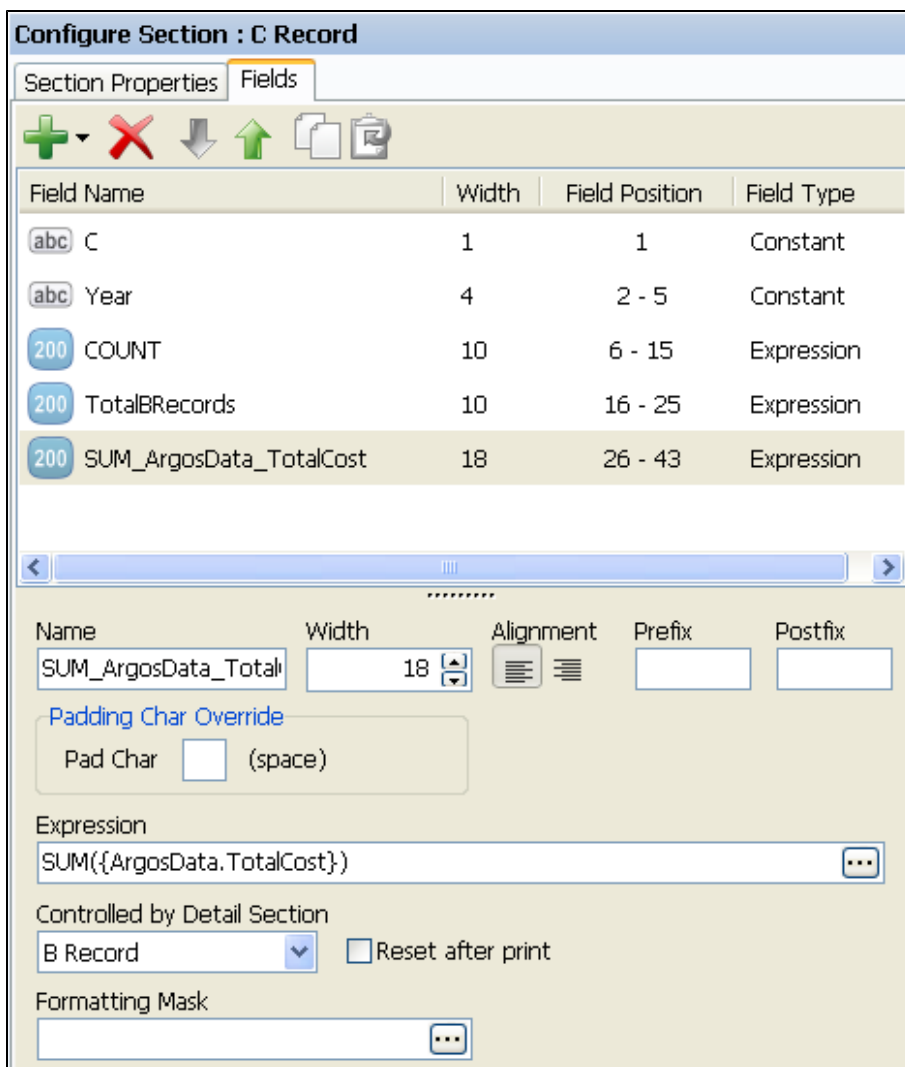 Configure Section : C Record
Section Properties Fields
Field Name Width Field Position Field Type
abc C 1 1 Constant
abc Year 4 2 - 5 Constant
200 COUNT 10 6 - 15 Expression
200 TotalBRecords 10 16 - 25 Expression
200 SUM_ArgosData_TotalCost 18 26 - 43 Expression
Name Width Alignment Prefix Postfix
SUM_ArgosData_Total 18
Padding Char Override
Pad Char (space)
Expression
SUM({ArgosData.TotalCost}) ...
Controlled by Detail Section
B Record Reset after print
Formatting Mask
...